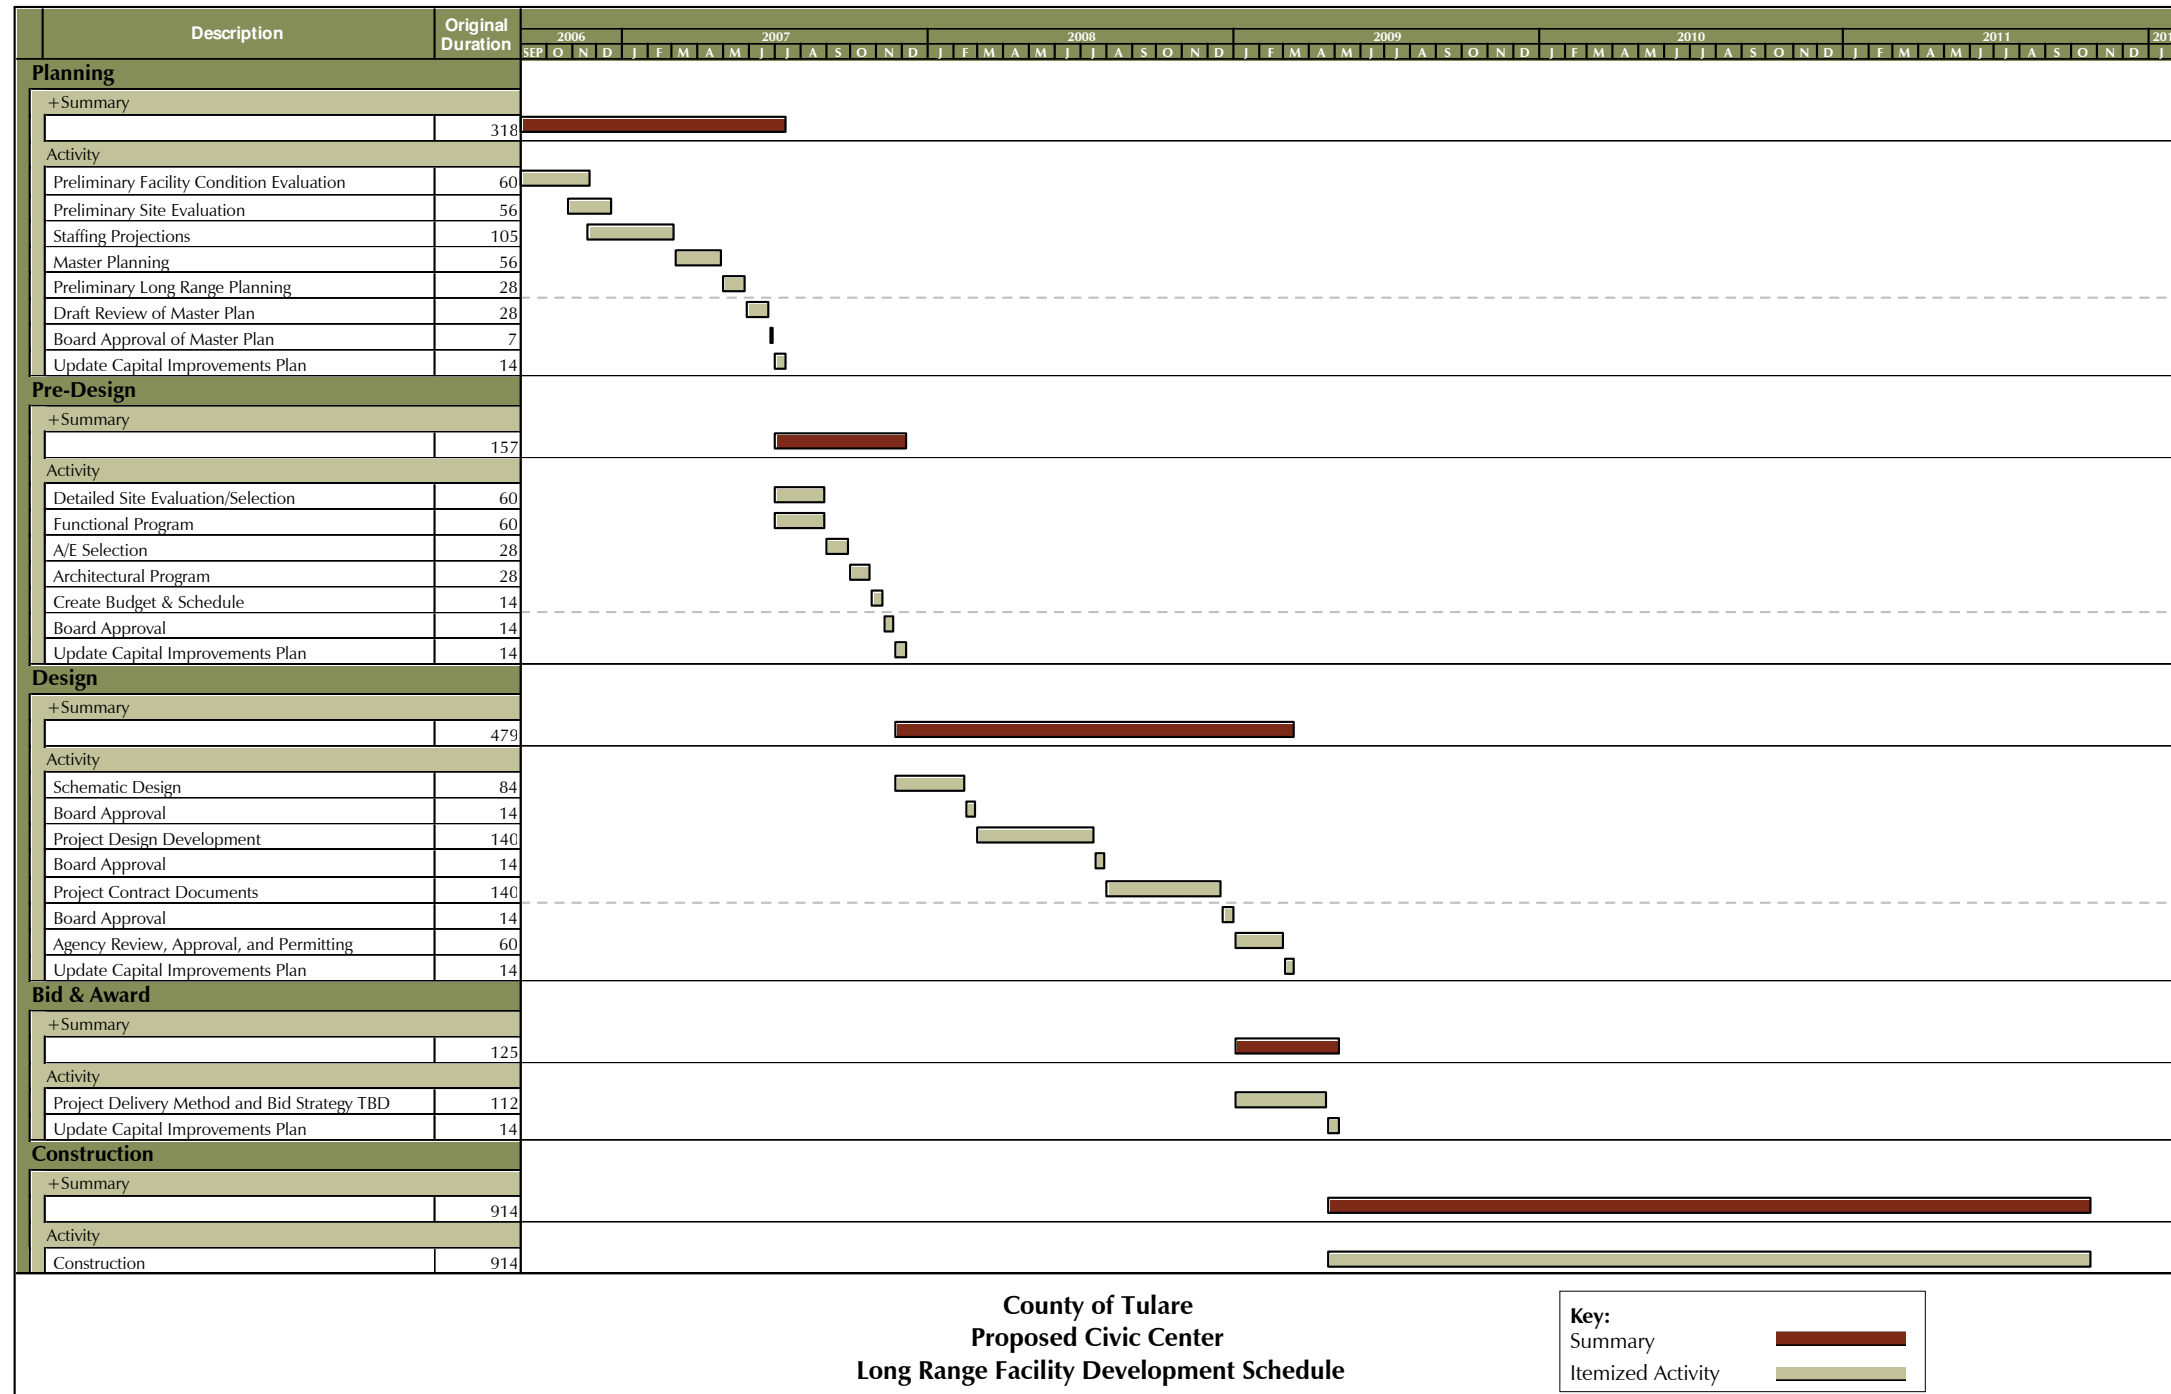 Description Original Duration
2006 2007 2008 2009 2010 2011 201
SEP O N D J F M A M J J A S O N D J F M A M J J A S O N D J F M A M J J A S O N D J F M A M J J A S O N D J F M A M J J A S O N D J
Planning
+Summary
318
Activity
Preliminary Facility Condition Evaluation 60
Preliminary Site Evaluation 56
Staffing Projections 105
Master Planning 56
Preliminary Long Range Planning 28
Draft Review of Master Plan 28
Board Approval of Master Plan 7
Update Capital Improvements Plan 14
Pre-Design
+Summary
157
Activity
Detailed Site Evaluation/Selection 60
Functional Program 60
A/E Selection 28
Architectural Program 28
Create Budget & Schedule 14
Board Approval 14
Update Capital Improvements Plan 14
Design
+Summary
479
Activity
Schematic Design 84
Board Approval 14
Project Design Development 140
Board Approval 14
Project Contract Documents 140
Board Approval 14
Agency Review, Approval, and Permitting 60
Update Capital Improvements Plan 14
Bid & Award
+Summary
125
Activity
Project Delivery Method and Bid Strategy TBD 112
Update Capital Improvements Plan 14
Construction
+Summary
914
Activity
Construction 914
County of Tulare
Proposed Civic Center
Long Range Facility Development Schedule
Key:
Summary
Itemized Activity